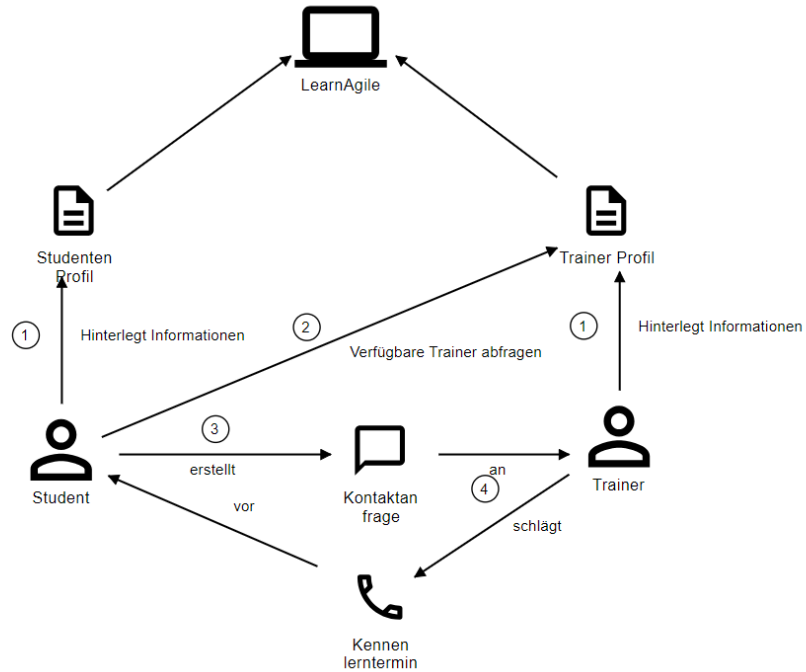 LearnAgile
Studenten
Profil
Trainer Profil
1
Hinterlegt Informationen
2
Verfügbare Trainer abfragen
1
Hinterlegt Informationen
3
erstellt
an
4
Student
vor
Kontaktan
frage
schlägt
Trainer
Kennen
lerntermin